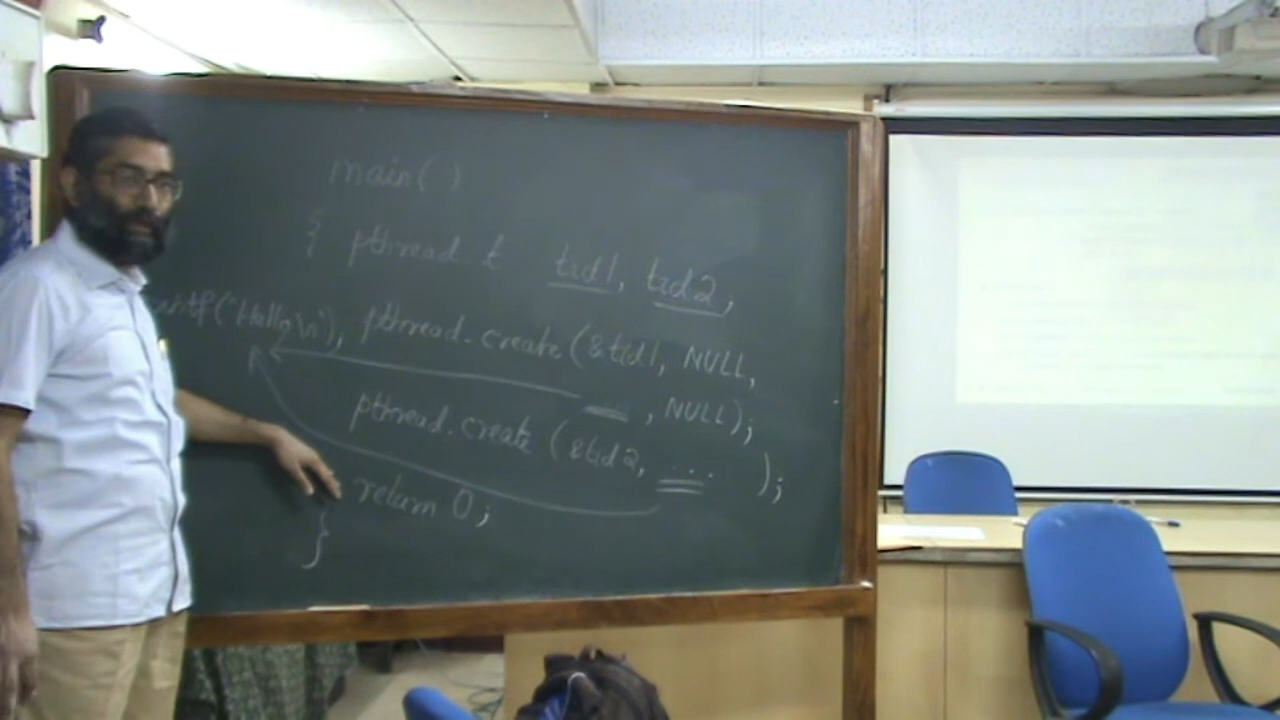 main( )
{ pthread_t tid1, tid2;
printf("Hello\n"); pthread_create(&tid1, NULL,
, NULL);
pthread_create (&tid2, ... );
return 0;
}